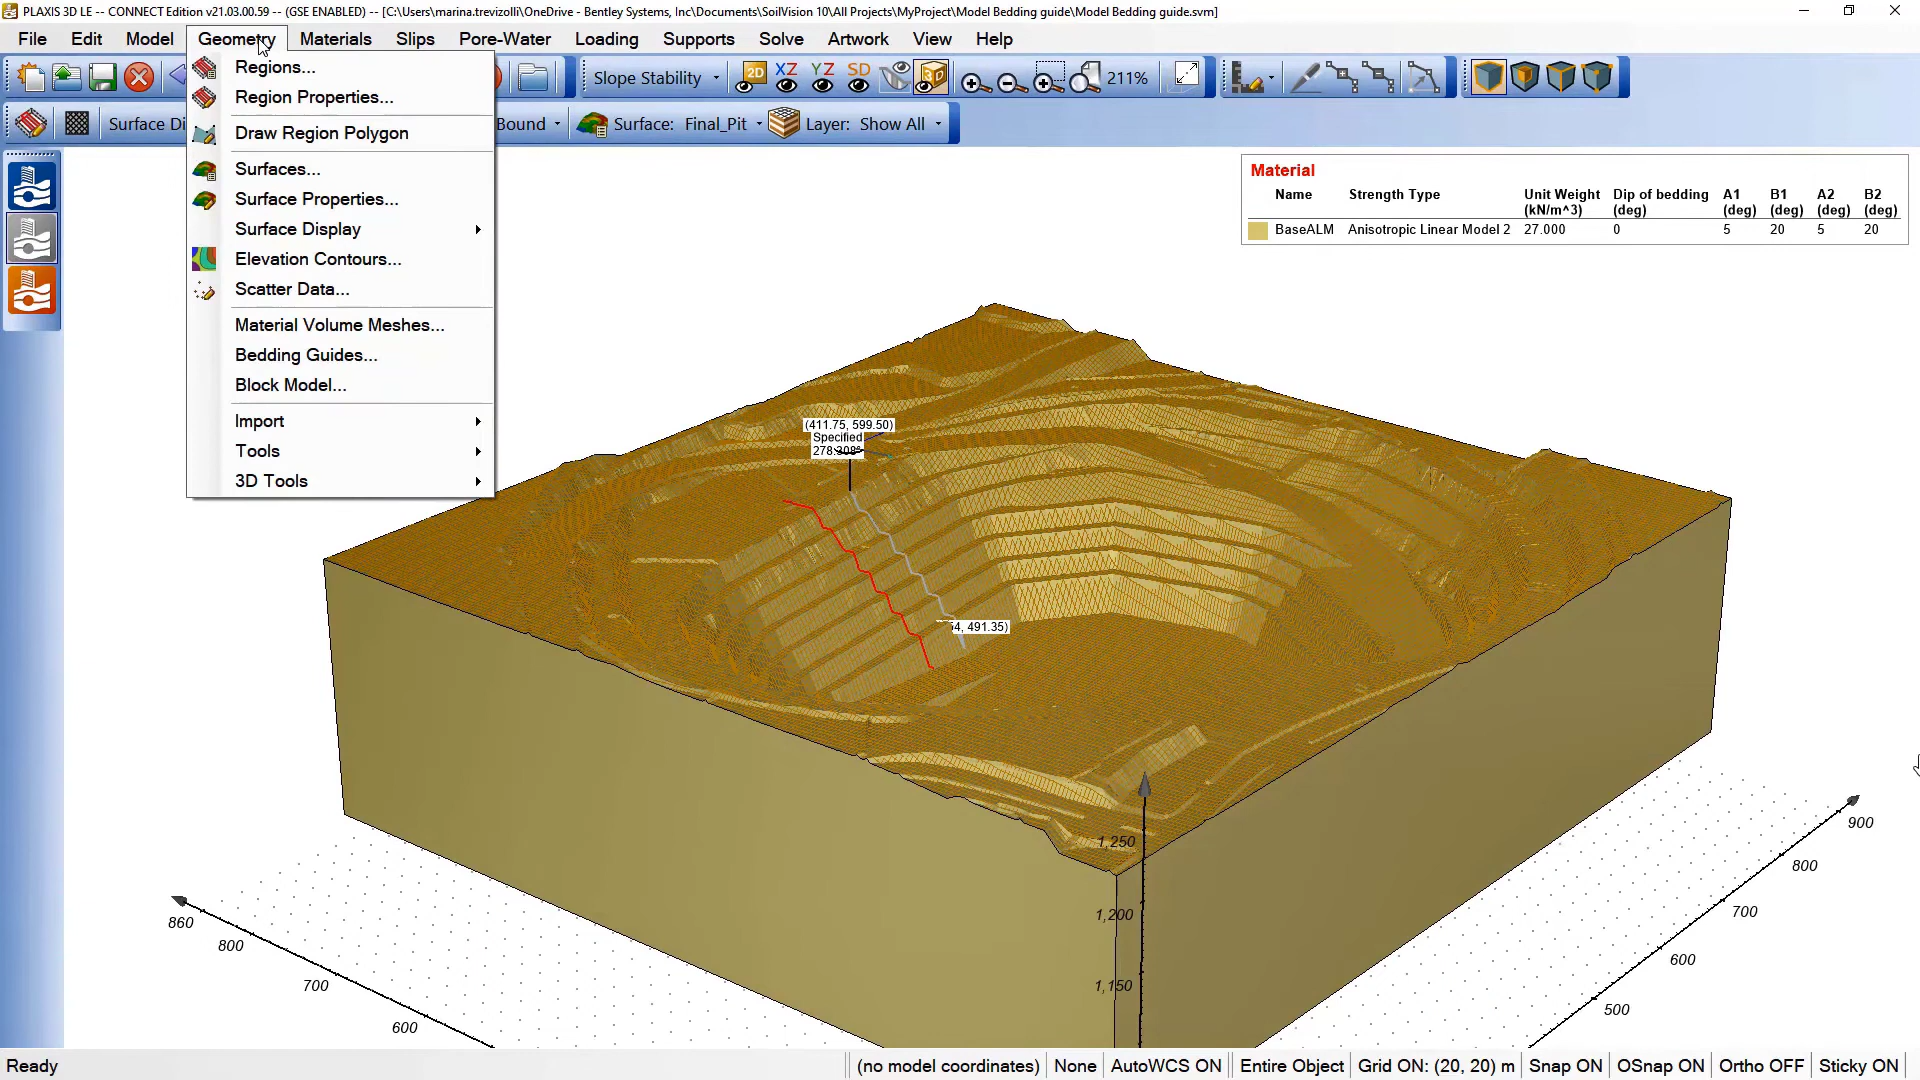 PLAXIS 3D LE -- CONNECT Edition v21.03.00.59 -- (GSE ENABLED) -- [C:\Users\marina.trevizolli\OneDrive - Bentley Systems, Inc\Documents\SoilVision 10\All Projects\MyProject\Model Bedding guide\Model Bedding guide.svm]
File Edit Model Geometry Materials Slips Pore-Water Loading Supports Solve Artwork View Help
Slope Stability 2D XZ YZ SD 3D 211%
Surface Di Bound Surface: Final_Pit Layer: Show All
Regions...
Region Properties...
Draw Region Polygon
Surfaces...
Surface Properties...
Surface Display
Elevation Contours...
Scatter Data...
Material Volume Meshes...
Bedding Guides...
Block Model...
Import
Tools
3D Tools
Material
Name Strength Type Unit Weight (kN/m^3) Dip of bedding (deg) A1 (deg) B1 (deg) A2 (deg) B2 (deg)
BaseALM Anisotropic Linear Model 2 27.000 0 5 20 5 20
(411.75, 599.50)
Specified
278.308°
4, 491.35)
1,250
1,200
1,150
900
800
700
600
500
860
800
700
600
Ready (no model coordinates) None AutoWCS ON Entire Object Grid ON: (20, 20) m Snap ON OSnap ON Ortho OFF Sticky ON